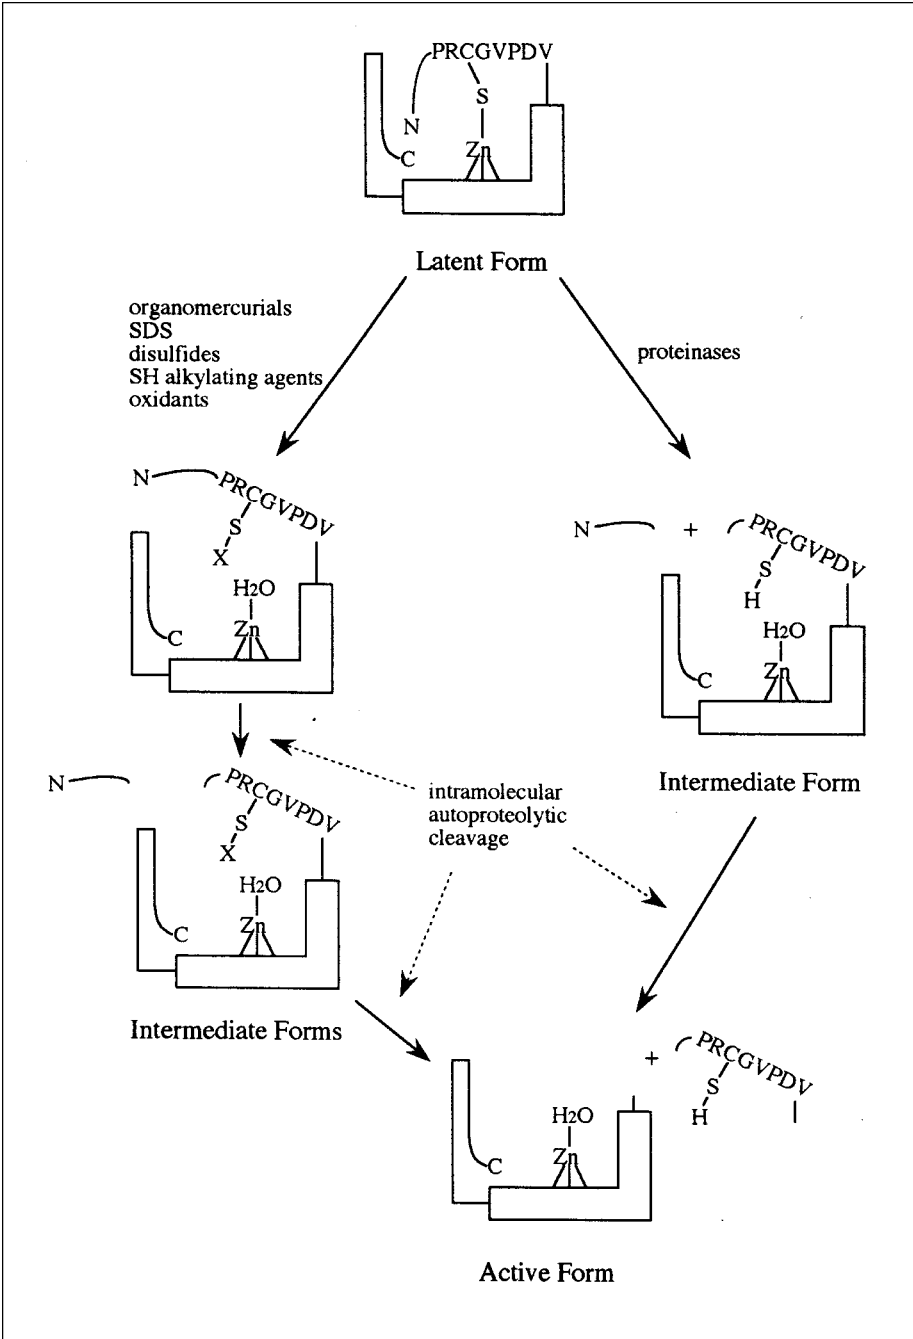 PRCGVPDV
S
N
Zn
C
Latent Form
organomercurials
SDS
disulfides
SH alkylating agents
oxidants
proteinases
N
PRCGVPDV
S
X
H2O
Zn
C
N
+
PRCGVPDV
S
H
H2O
Zn
C
Intermediate Form
N
PRCGVPDV
S
X
H2O
Zn
C
Intermediate Forms
intramolecular
autoproteolytic
cleavage
+
PRCGVPDV
S
H
H2O
Zn
C
Active Form